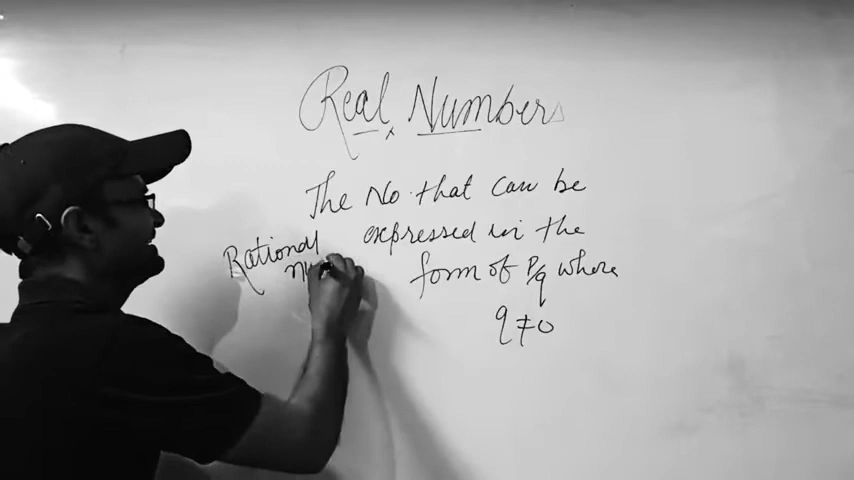 Real Numbers
The No. that can be
expressed in the
form of P/q where
q ≠ 0
Rational